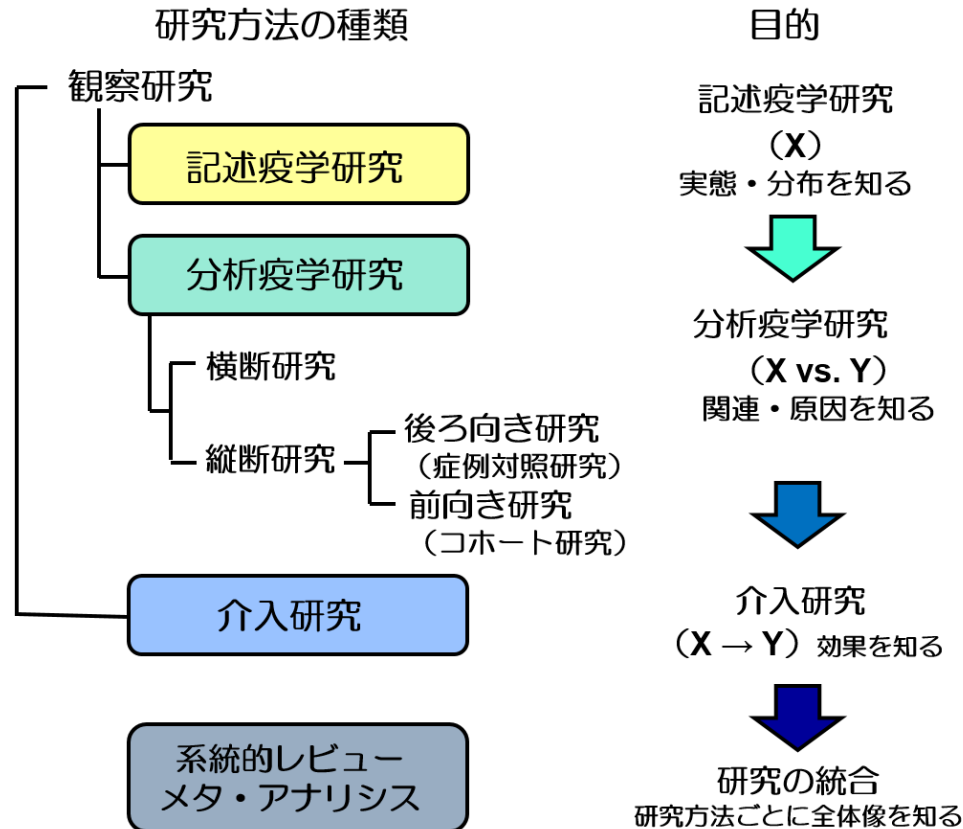 研究方法の種類
観察研究
記述疫学研究
分析疫学研究
横断研究
縦断研究
後ろ向き研究
（症例対照研究）
前向き研究
（コホート研究）
介入研究
系統的レビュー
メタ・アナリシス
目的
記述疫学研究
（X）
実態・分布を知る
分析疫学研究
（X vs. Y）
関連・原因を知る
介入研究
（X → Y）効果を知る
研究の統合
研究方法ごとに全体像を知る